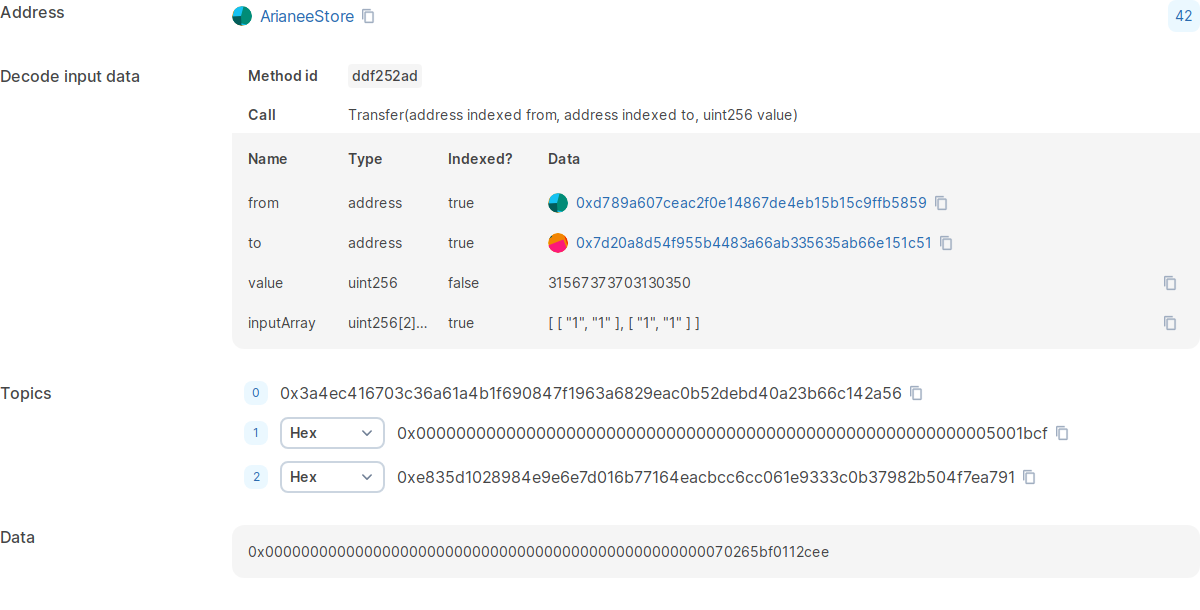 Address ArianeeStore 42
Decode input data Method id ddf252ad
Call Transfer(address indexed from, address indexed to, uint256 value)
Name Type Indexed? Data
from address true 0xd789a607ceac2f0e14867de4eb15b15c9ffb5859
to address true 0x7d20a8d54f955b4483a66ab335635ab66e151c51
value uint256 false 31567373703130350
inputArray uint256[2]... true [ [ "1", "1" ], [ "1", "1" ] ]
Topics 0 0x3a4ec416703c36a61a4b1f690847f1963a6829eac0b52debd40a23b66c142a56
1 Hex 0x0000000000000000000000000000000000000000000000000000000005001bcf
2 Hex 0xe835d1028984e9e6e7d016b77164eacbcc6cc061e9333c0b37982b504f7ea791
Data
0x0000000000000000000000000000000000000000000000000070265bf0112cee